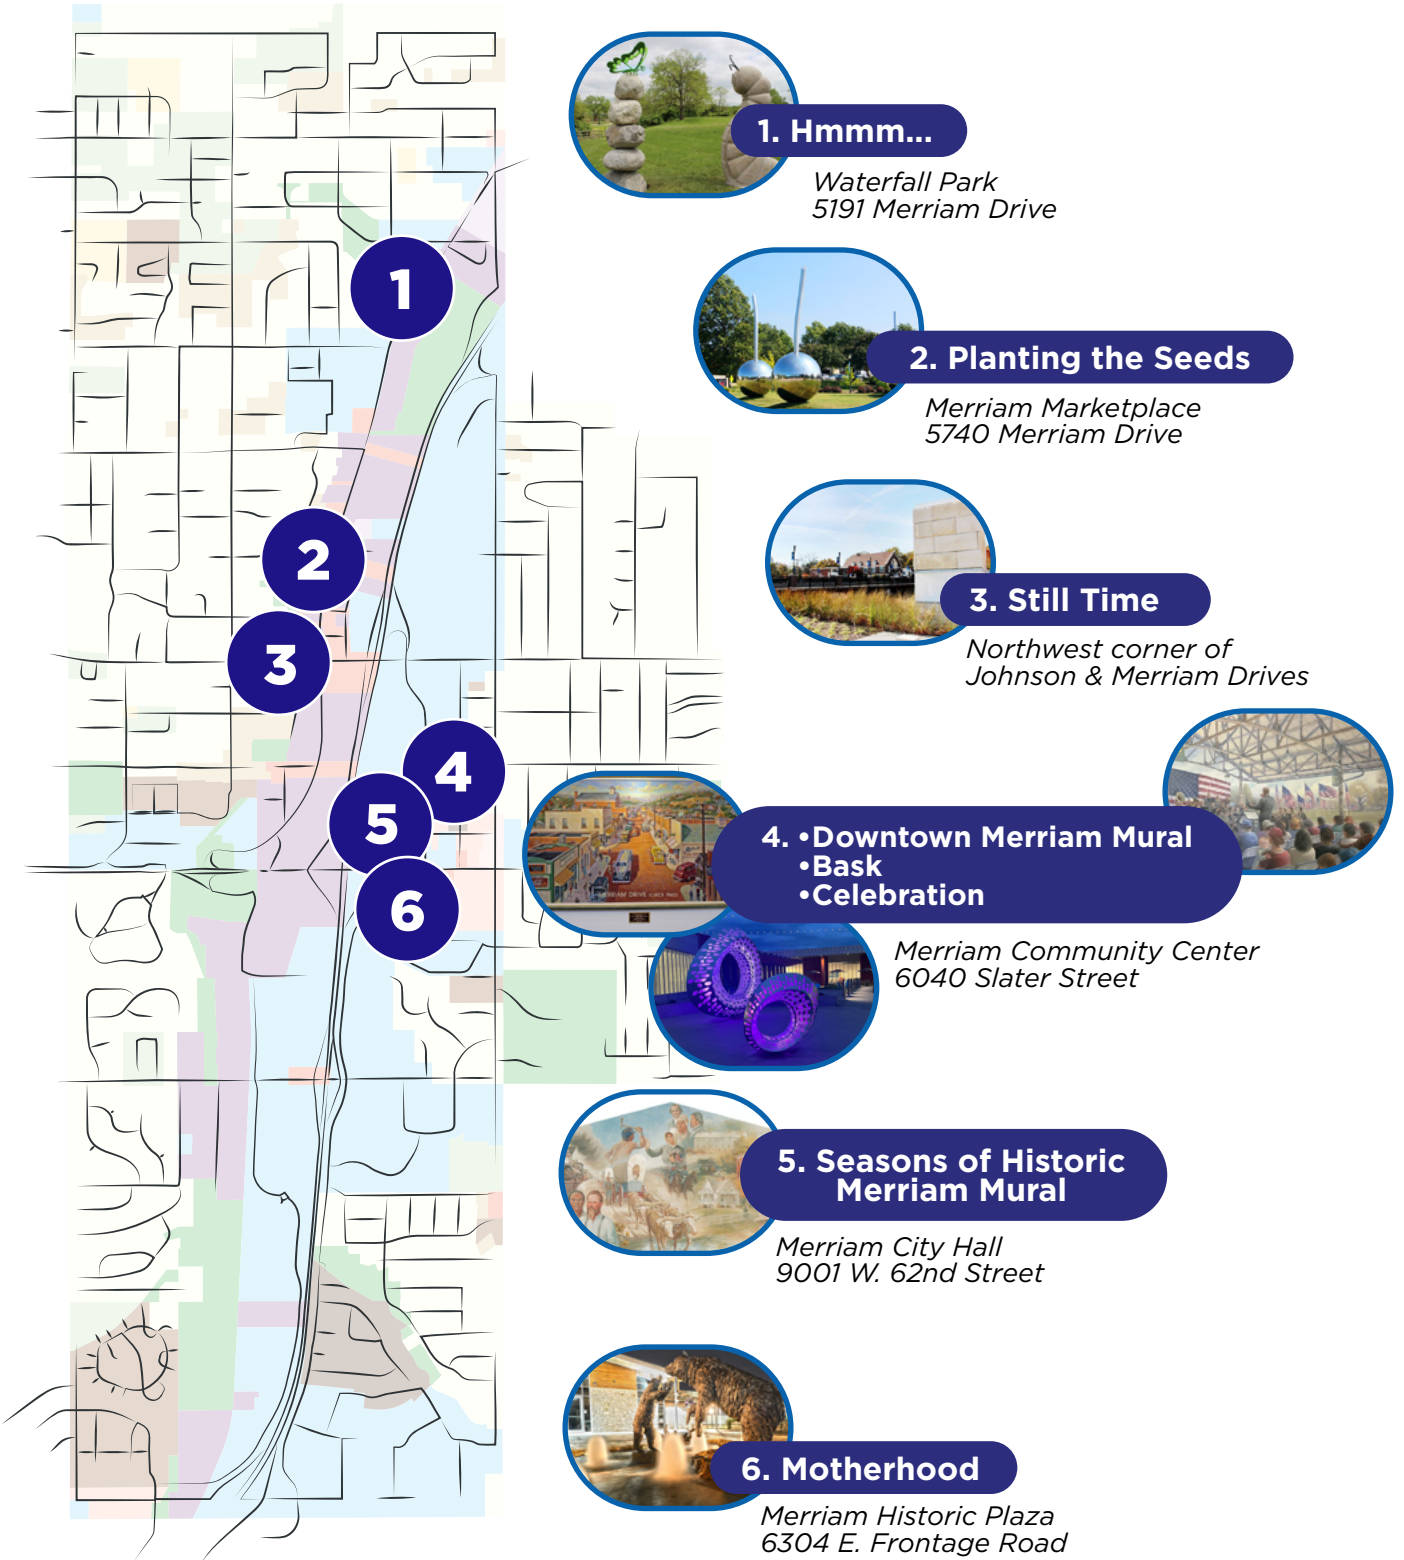 1
2
3
4
5
6
1. Hmmm...
Waterfall Park
5191 Merriam Drive
2. Planting the Seeds
Merriam Marketplace
5740 Merriam Drive
3. Still Time
Northwest corner of
Johnson & Merriam Drives
4. •Downtown Merriam Mural
•Bask
•Celebration
Merriam Community Center
6040 Slater Street
5. Seasons of Historic
Merriam Mural
Merriam City Hall
9001 W. 62nd Street
6. Motherhood
Merriam Historic Plaza
6304 E. Frontage Road